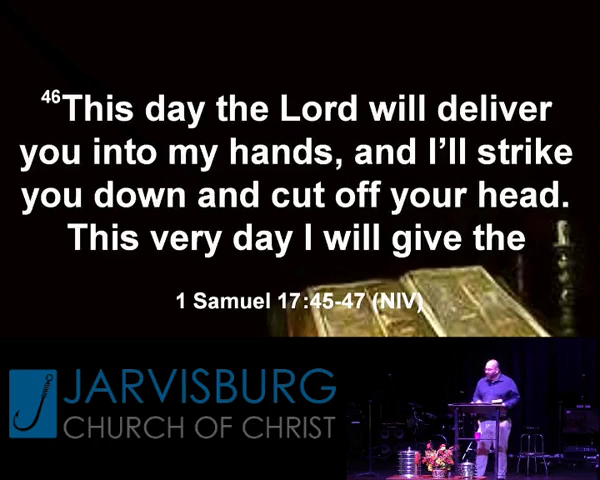 46This day the Lord will deliver
you into my hands, and I’ll strike
you down and cut off your head.
This very day I will give the
1 Samuel 17:45-47 (NIV)
JARVISBURG
CHURCH OF CHRIST